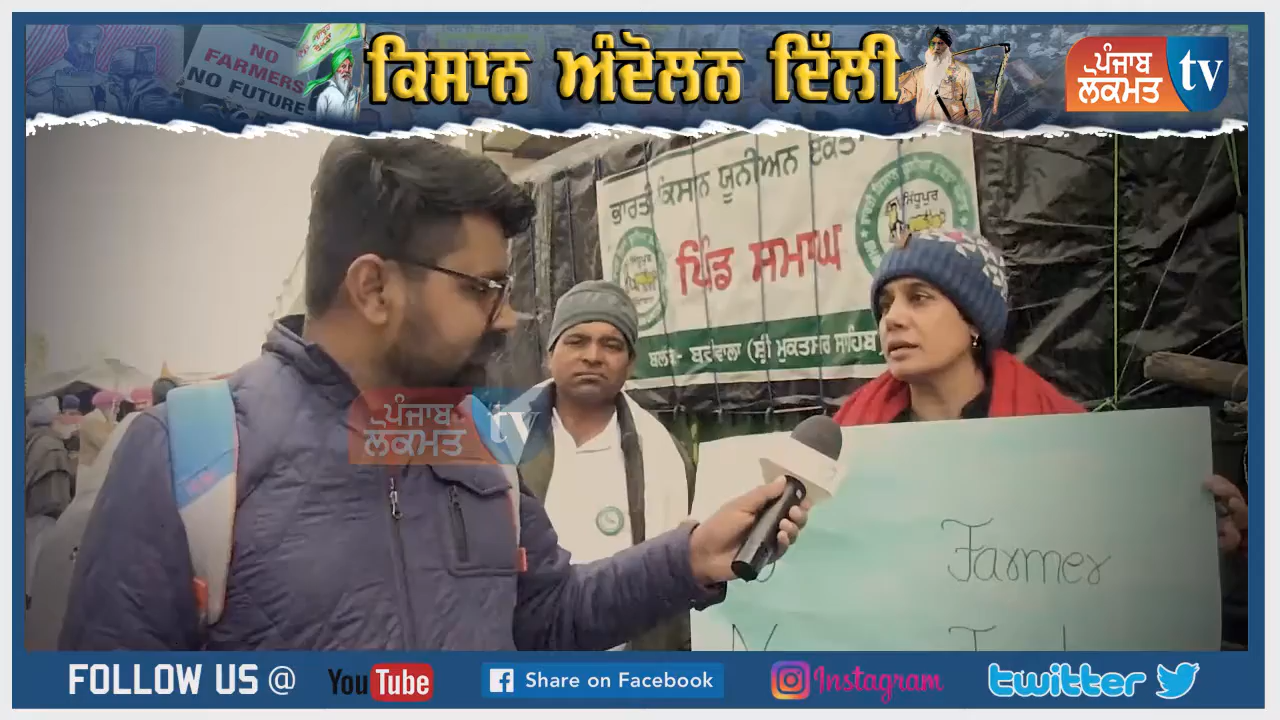 NO
FARMERS
NO FUTURE
ਕਿਸਾਨ ਅੰਦੋਲਨ ਦਿੱਲੀ
ਪੰਜਾਬ
ਲੋਕਮਤ
tv
ਭਾਰਤੀ ਕਿਸਾਨ ਯੂਨੀਅਨ ਏਕਤਾ
ਸਿੱਧੂਪੁਰ
ਪਿੰਡ ਸਮਾਘ
ਬਲਾਕ- ਬਰੀਵਾਲਾ (ਸ਼੍ਰੀ ਮੁਕਤਸਰ ਸਾਹਿਬ)
ਪੰਜਾਬ
ਲੋਕਮਤ
tv
Farmer
FOLLOW US @
YouTube
Share on Facebook
Instagram
twitter